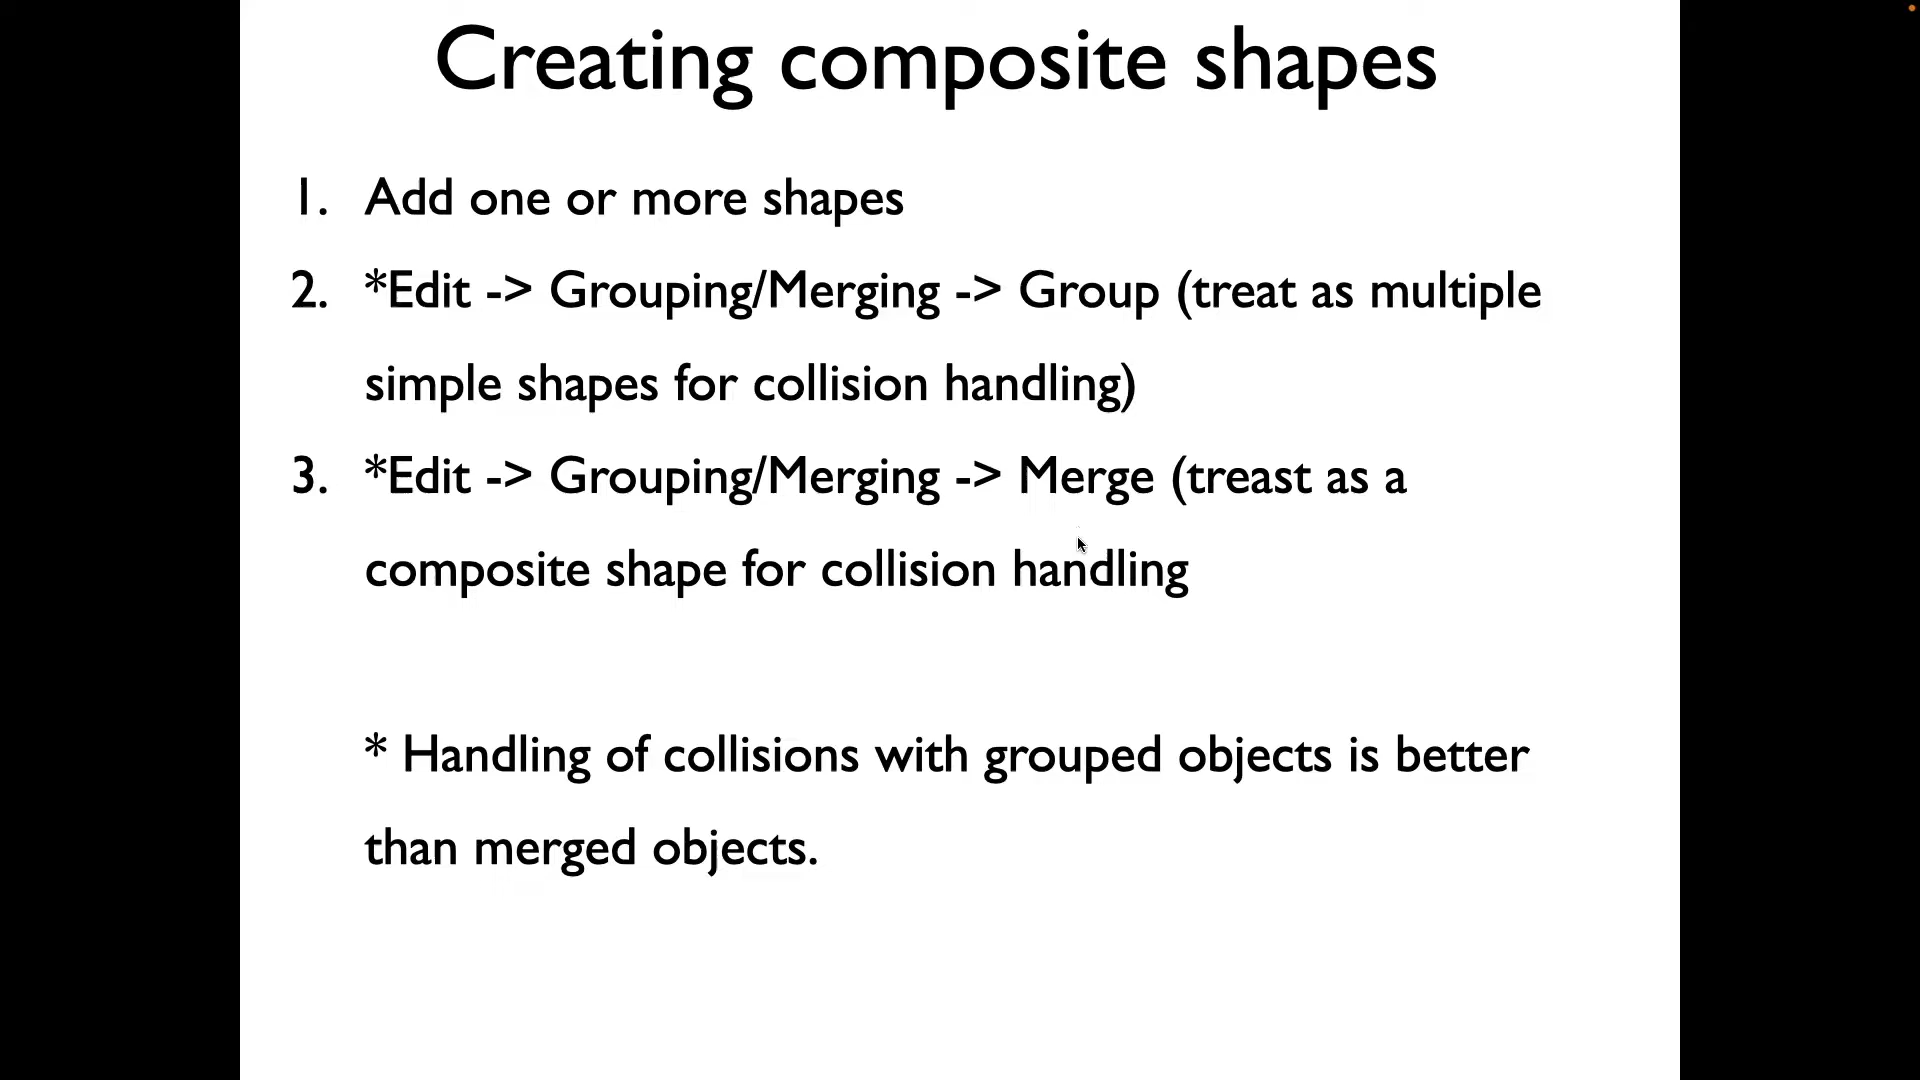 Creating composite shapes
1. Add one or more shapes
2. *Edit -> Grouping/Merging -> Group (treat as multiple
simple shapes for collision handling)
3. *Edit -> Grouping/Merging -> Merge (treast as a
composite shape for collision handling
* Handling of collisions with grouped objects is better
than merged objects.